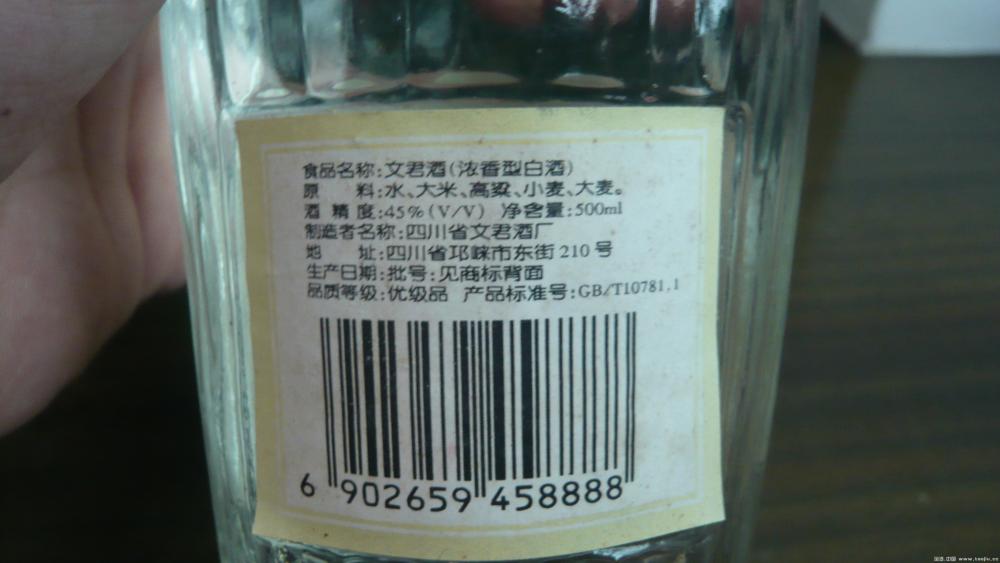 食品名称:文君酒(浓香型白酒)
原 料:水、大米、高粱、小麦、大麦。
酒 精 度:45%(V/V) 净含量:500ml
制造者名称:四川省文君酒厂
地 址:四川省邛崃市东街210号
生产日期:批号:见商标背面
品质等级:优级品 产品标准号:GB/T10781.1
6 902659 458888